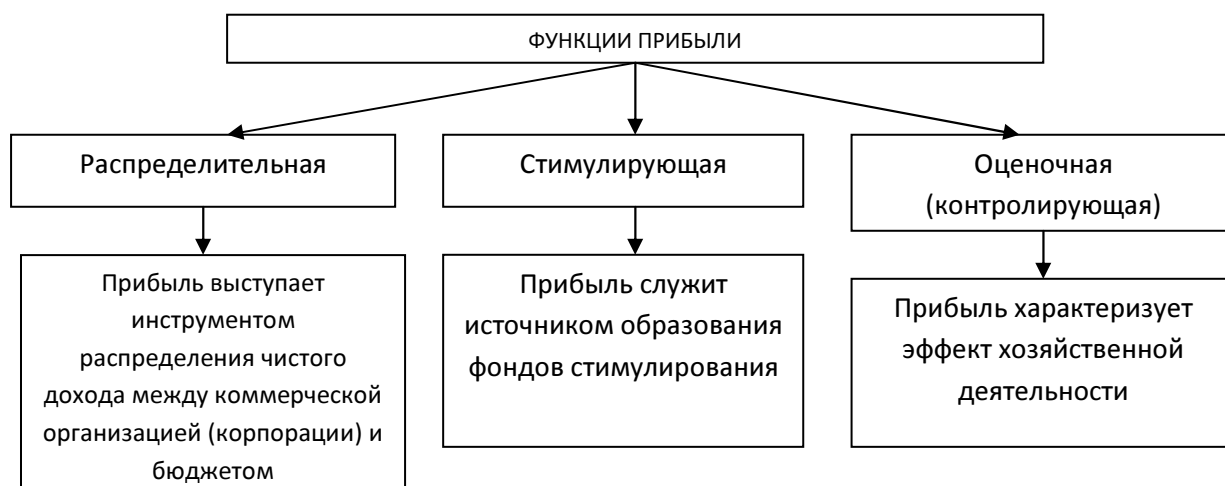 ФУНКЦИИ ПРИБЫЛИ
Распределительная
Стимулирующая
Оценочная
(контролирующая)
Прибыль выступает
инструментом
распределения чистого
дохода между коммерческой
организацией (корпорации) и
бюджетом
Прибыль служит
источником образования
фондов стимулирования
Прибыль характеризует
эффект хозяйственной
деятельности